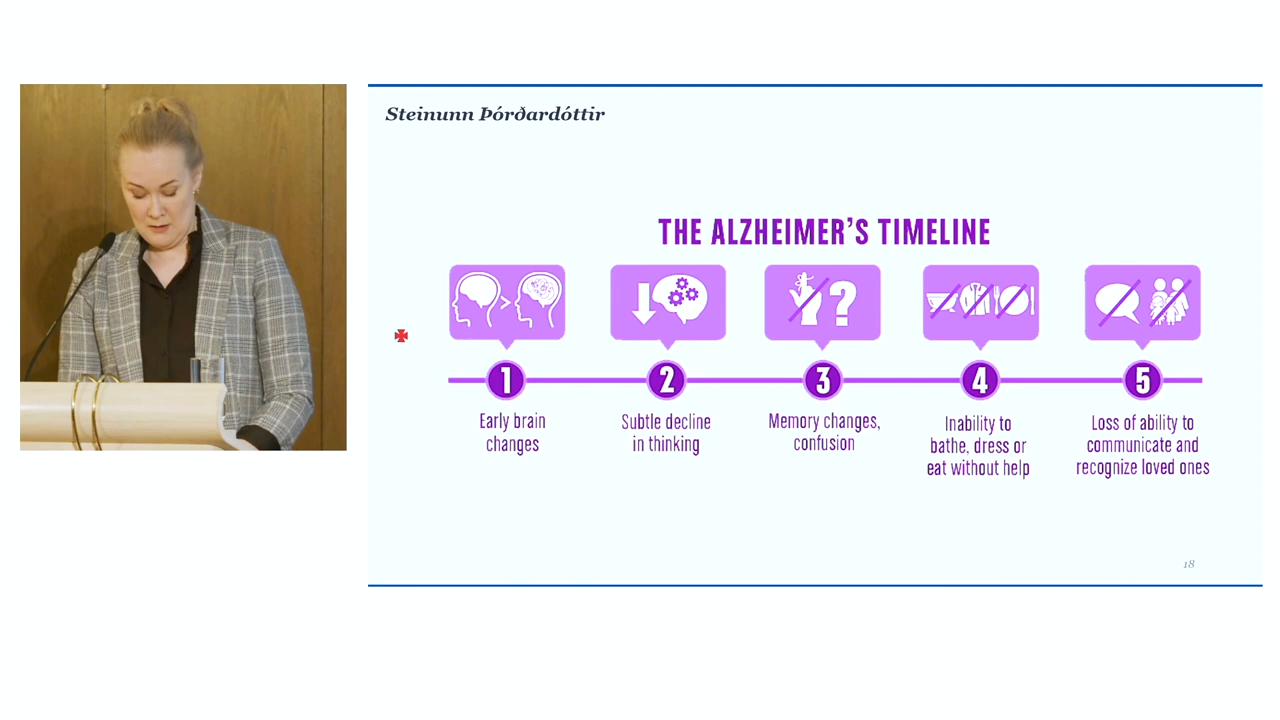 Steinunn Þórðardóttir
THE ALZHEIMER'S TIMELINE
?
1
2
3
4
5
Early brain
changes
Subtle decline
in thinking
Memory changes,
confusion
Inability to
bathe, dress or
eat without help
Loss of ability to
communicate and
recognize loved ones
18